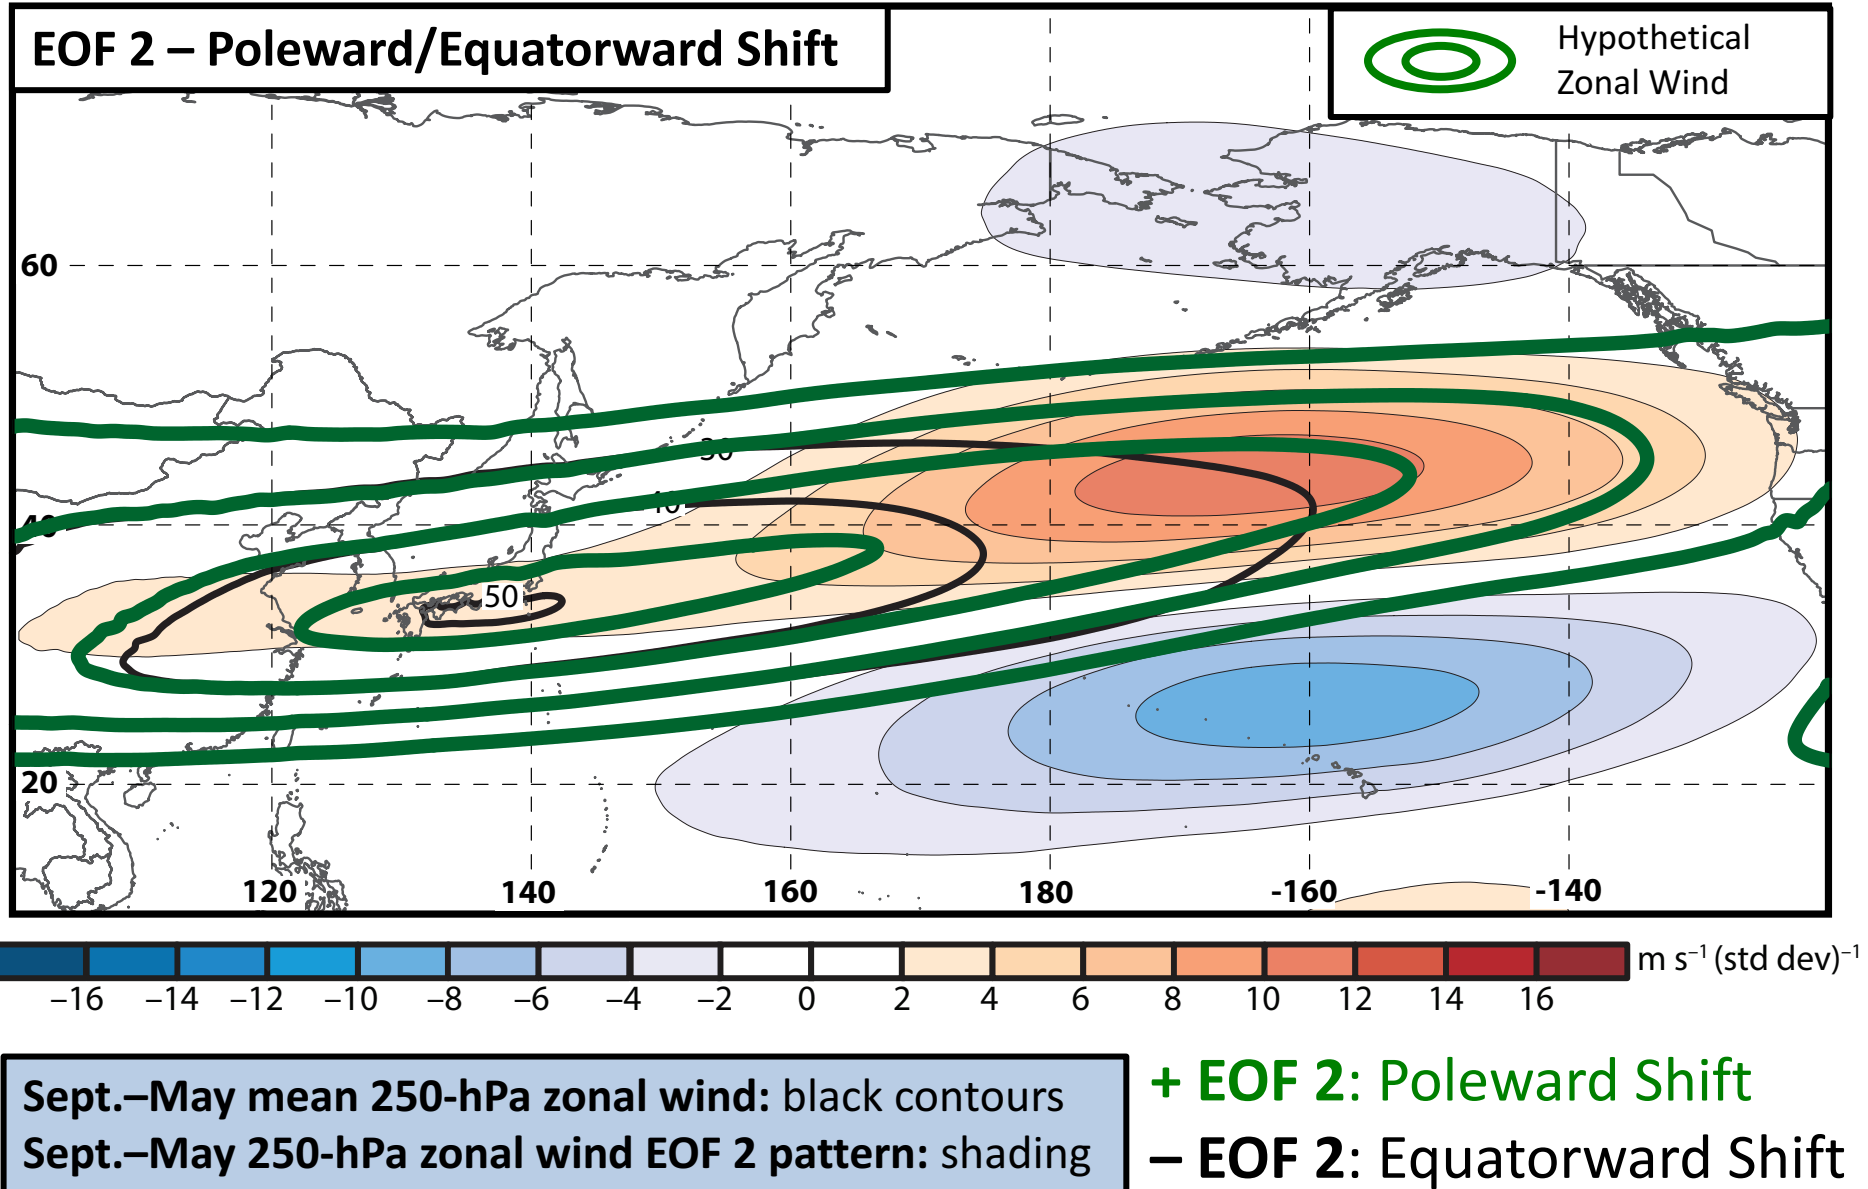 EOF 2 – Poleward/Equatorward Shift
Hypothetical
Zonal Wind
60
30
40
40
50
20
120 140 160 180 -160 -140
−16 −14 −12 −10 −8 −6 −4 −2 0 2 4 6 8 10 12 14 16 m s⁻¹ (std dev)⁻¹
Sept.–May mean 250-hPa zonal wind: black contours
Sept.–May 250-hPa zonal wind EOF 2 pattern: shading
+ EOF 2: Poleward Shift
– EOF 2: Equatorward Shift